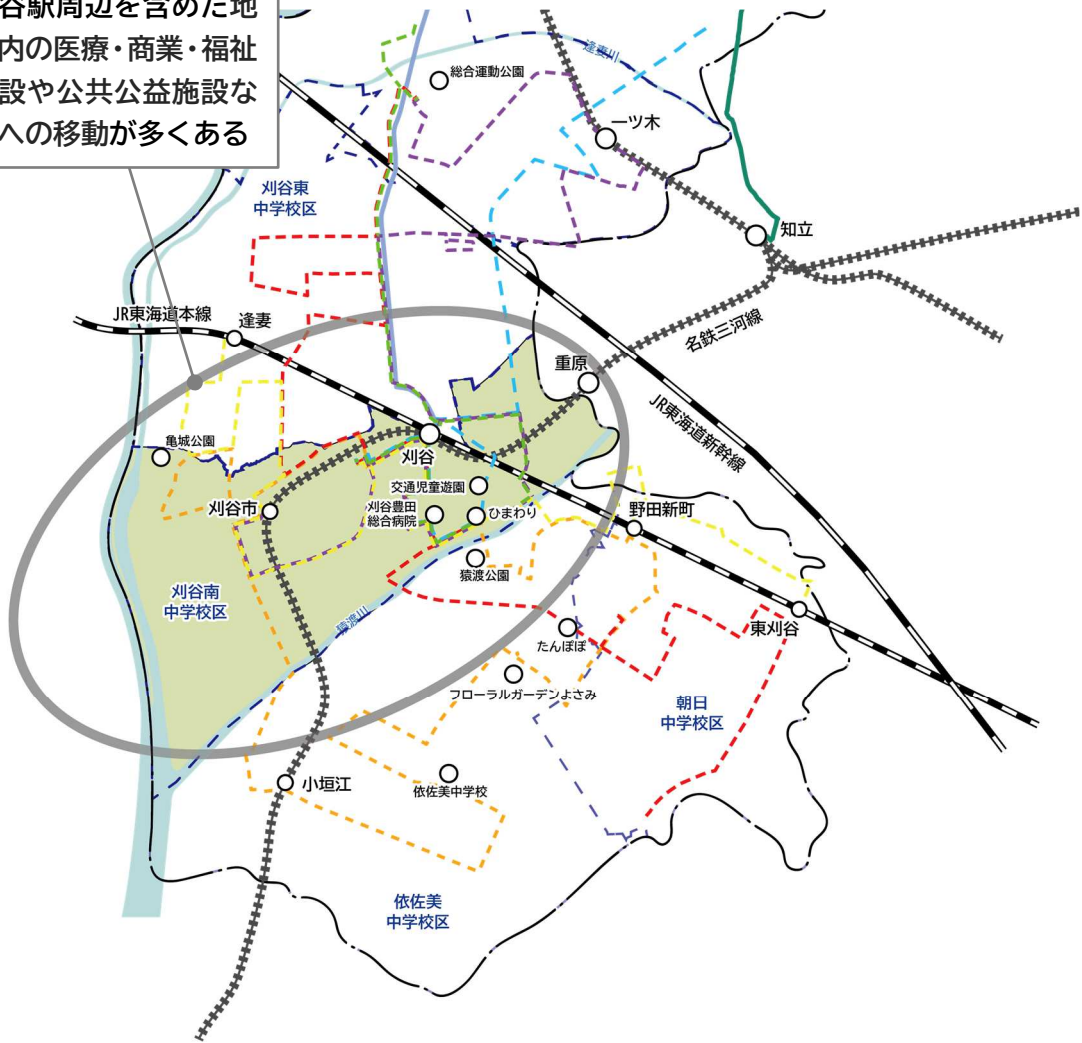 谷駅周辺を含めた地
内の医療・商業・福祉
設や公共公益施設な
への移動が多くある
逢妻川
総合運動公園
一ツ木
刈谷東
中学校区
知立
JR東海道本線
逢妻
名鉄三河線
重原
JR東海道新幹線
亀城公園
刈谷
交通児童遊園
刈谷市
刈谷豊田
総合病院
ひまわり
野田新町
猿渡公園
刈谷南
中学校区
猿渡川
東刈谷
たんぽぽ
フローラルガーデンよさみ
朝日
中学校区
小垣江
依佐美中学校
依佐美
中学校区